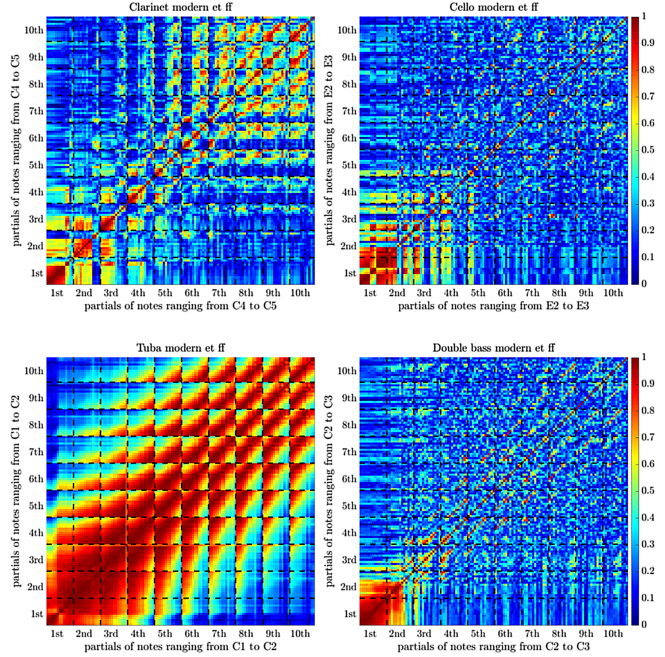 Clarinet modern et ff
partials of notes ranging from C4 to C5
10th
9th
8th
7th
6th
5th
4th
3rd
2nd
1st
1st 2nd 3rd 4th 5th 6th 7th 8th 9th 10th
partials of notes ranging from C4 to C5
Cello modern et ff
partials of notes ranging from E2 to E3
10th
9th
8th
7th
6th
5th
4th
3rd
2nd
1st
1st 2nd 3rd 4th 5th 6th 7th 8th 9th 10th
partials of notes ranging from E2 to E3
1
0.9
0.8
0.7
0.6
0.5
0.4
0.3
0.2
0.1
0
Tuba modern et ff
partials of notes ranging from C1 to C2
10th
9th
8th
7th
6th
5th
4th
3rd
2nd
1st
1st 2nd 3rd 4th 5th 6th 7th 8th 9th 10th
partials of notes ranging from C1 to C2
Double bass modern et ff
partials of notes ranging from C2 to C3
10th
9th
8th
7th
6th
5th
4th
3rd
2nd
1st
1st 2nd 3rd 4th 5th 6th 7th 8th 9th 10th
partials of notes ranging from C2 to C3
1
0.9
0.8
0.7
0.6
0.5
0.4
0.3
0.2
0.1
0